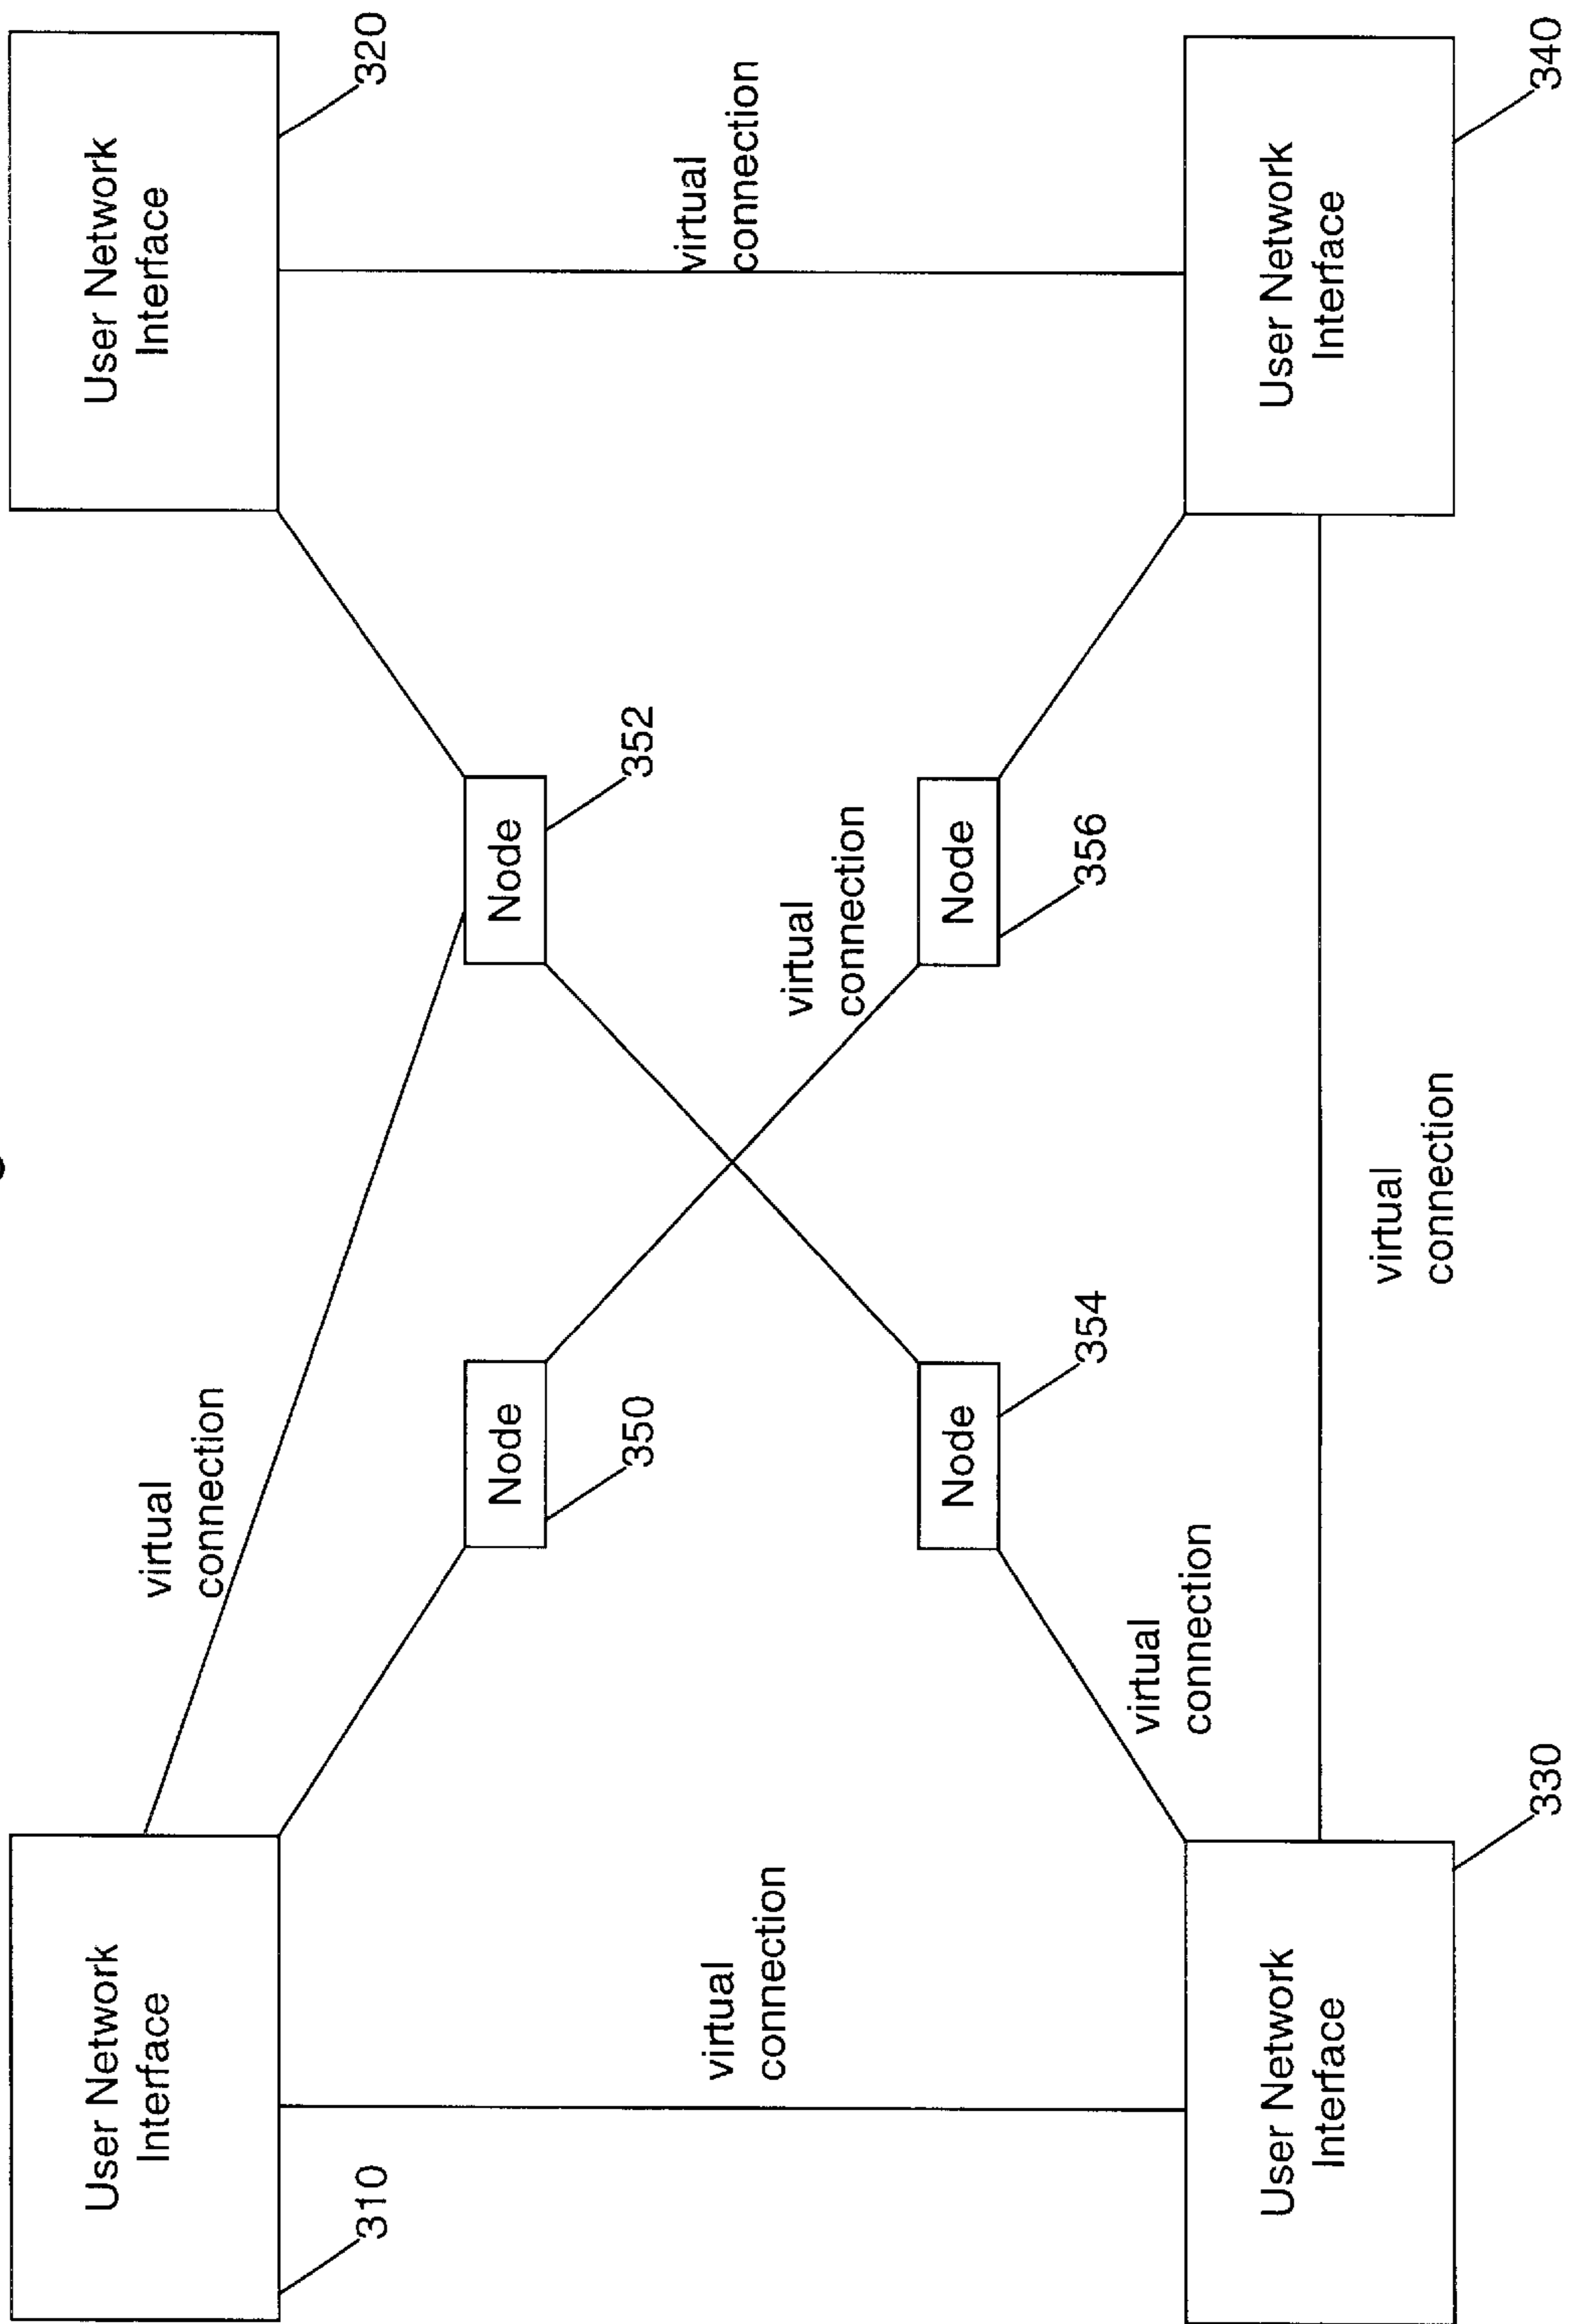 User Network
Interface
310
virtual
connection
User Network
Interface
320
Node
350
Node
352
virtual
connection
virtual
connection
virtual
connection
Node
354
Node
356
virtual
connection
User Network
Interface
330
virtual
connection
User Network
Interface
340